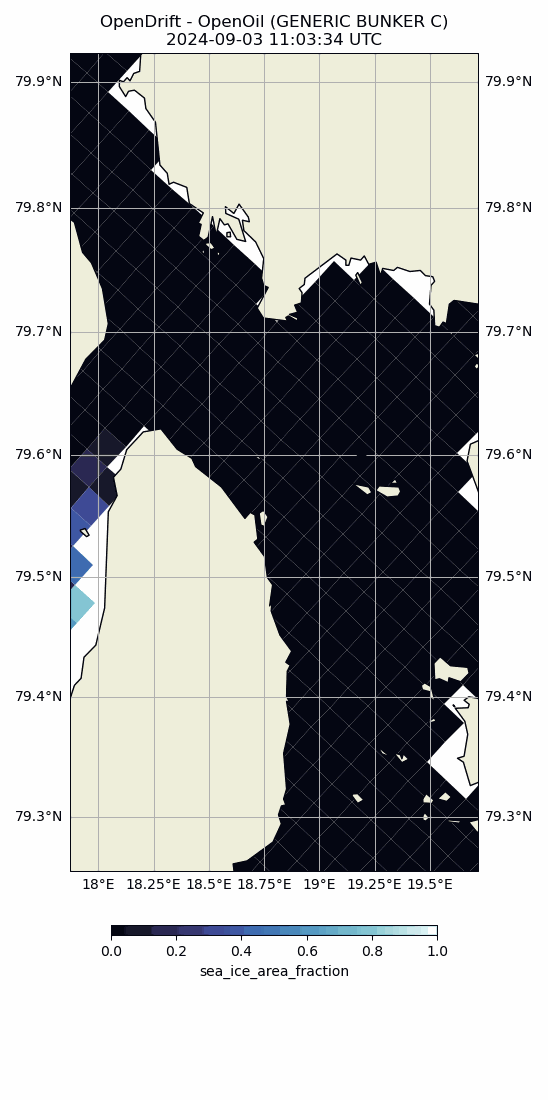 OpenDrift - OpenOil (GENERIC BUNKER C)
2024-09-03 11:03:34 UTC
79.9°N 79.9°N
79.8°N 79.8°N
79.7°N 79.7°N
79.6°N 79.6°N
79.5°N 79.5°N
79.4°N 79.4°N
79.3°N 79.3°N
18°E 18.25°E 18.5°E 18.75°E 19°E 19.25°E 19.5°E
0.0 0.2 0.4 0.6 0.8 1.0
sea_ice_area_fraction